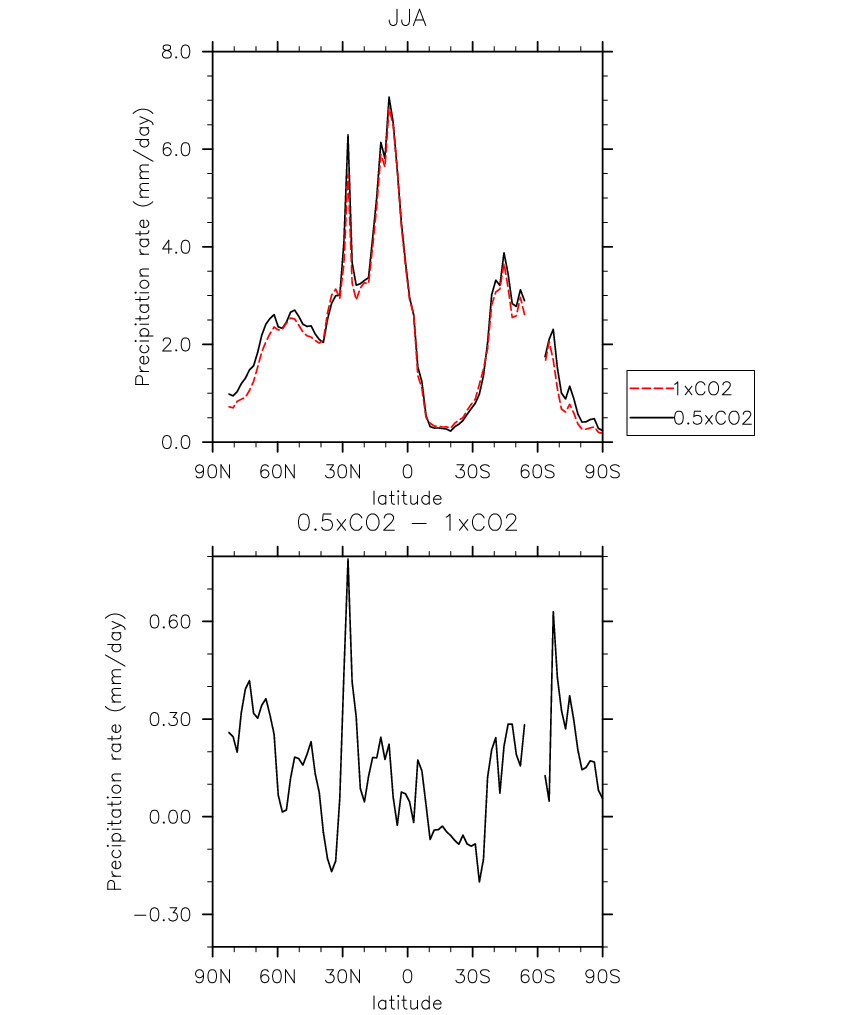 JJA
Precipitation rate (mm/day)
8.0
6.0
4.0
2.0
0.0
90N 60N 30N 0 30S 60S 90S
latitude
1xCO2
0.5xCO2
0.5xCO2 − 1xCO2
Precipitation rate (mm/day)
0.60
0.30
0.00
−0.30
90N 60N 30N 0 30S 60S 90S
latitude